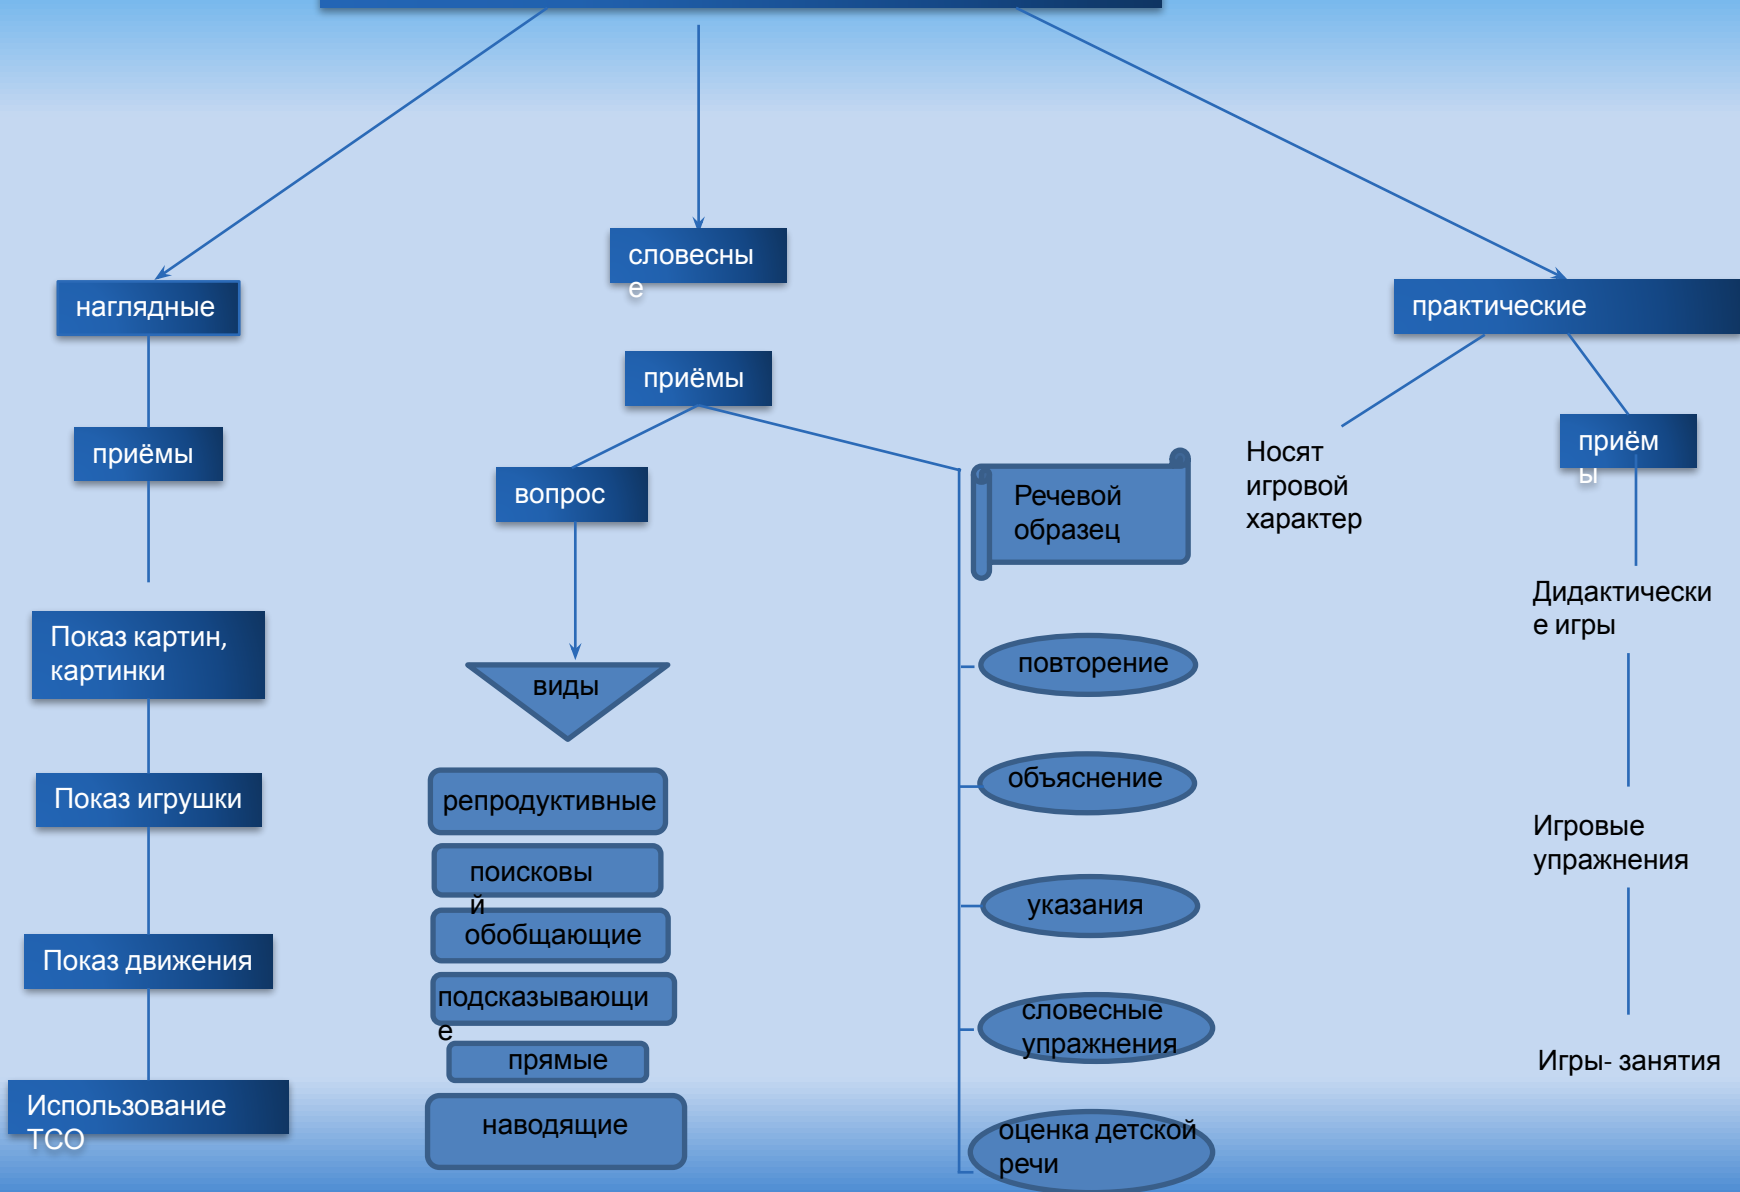 словесны
е
наглядные
практические
приёмы
приёмы
приём
ы
вопрос
Речевой
образец
Носят
игровой
характер
Показ картин,
картинки
Показ игрушки
Показ движения
Использование
ТСО
виды
репродуктивные
поисковы
й
обобщающие
подсказывающи
е
прямые
наводящие
повторение
объяснение
указания
словесные
упражнения
оценка детской
речи
Дидактически
е игры
Игровые
упражнения
Игры- занятия